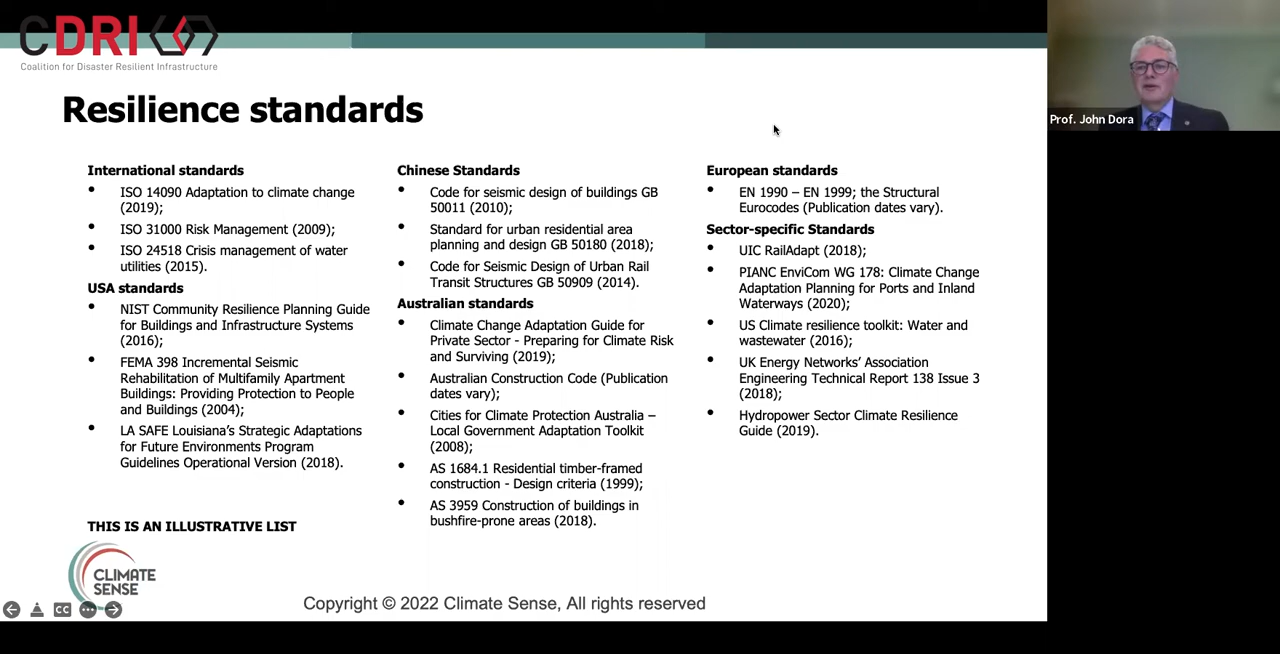 CDRI
Coalition for Disaster Resilient Infrastructure
Resilience standards
International standards
• ISO 14090 Adaptation to climate change
(2019);
• ISO 31000 Risk Management (2009);
• ISO 24518 Crisis management of water
utilities (2015).
USA standards
• NIST Community Resilience Planning Guide
for Buildings and Infrastructure Systems
(2016);
• FEMA 398 Incremental Seismic
Rehabilitation of Multifamily Apartment
Buildings: Providing Protection to People
and Buildings (2004);
• LA SAFE Louisiana’s Strategic Adaptations
for Future Environments Program
Guidelines Operational Version (2018).
THIS IS AN ILLUSTRATIVE LIST
Chinese Standards
• Code for seismic design of buildings GB
50011 (2010);
• Standard for urban residential area
planning and design GB 50180 (2018);
• Code for Seismic Design of Urban Rail
Transit Structures GB 50909 (2014).
Australian standards
• Climate Change Adaptation Guide for
Private Sector - Preparing for Climate Risk
and Surviving (2019);
• Australian Construction Code (Publication
dates vary);
• Cities for Climate Protection Australia –
Local Government Adaptation Toolkit
(2008);
• AS 1684.1 Residential timber-framed
construction - Design criteria (1999);
• AS 3959 Construction of buildings in
bushfire-prone areas (2018).
European standards
• EN 1990 – EN 1999; the Structural
Eurocodes (Publication dates vary).
Sector-specific Standards
• UIC RailAdapt (2018);
• PIANC EnviCom WG 178: Climate Change
Adaptation Planning for Ports and Inland
Waterways (2020);
• US Climate resilience toolkit: Water and
wastewater (2016);
• UK Energy Networks’ Association
Engineering Technical Report 138 Issue 3
(2018);
• Hydropower Sector Climate Resilience
Guide (2019).
CLIMATE
SENSE
CC
Copyright © 2022 Climate Sense, All rights reserved
Prof. John Dora